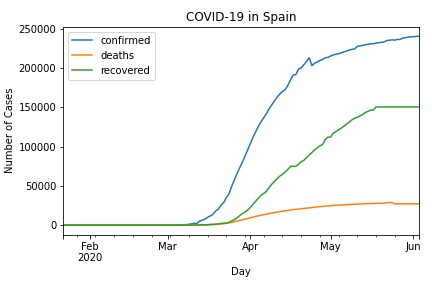 COVID-19 in Spain
250000
200000
150000
100000
50000
0
Number of Cases
confirmed
deaths
recovered
Feb
2020
Mar
Apr
May
Jun
Day